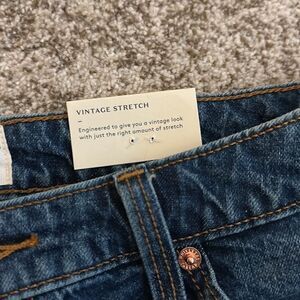 VINTAGE STRETCH
Engineered to give you a vintage look
with just the right amount of stretch